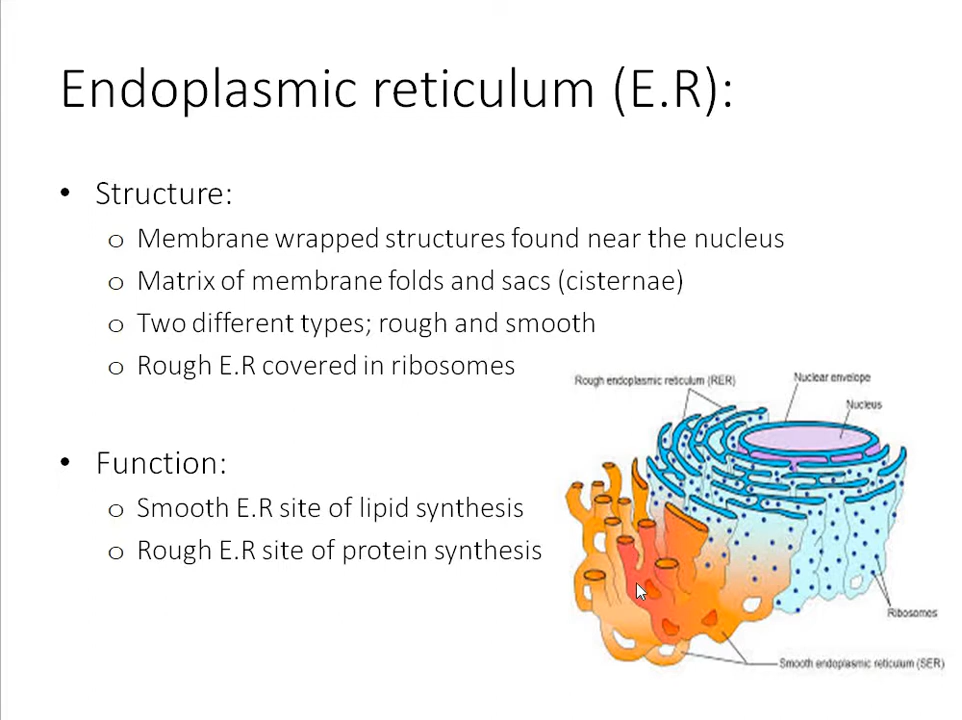 Endoplasmic reticulum (E.R):
• Structure:
o Membrane wrapped structures found near the nucleus
o Matrix of membrane folds and sacs (cisternae)
o Two different types; rough and smooth
o Rough E.R covered in ribosomes
• Function:
o Smooth E.R site of lipid synthesis
o Rough E.R site of protein synthesis
Rough endoplasmic reticulum (RER)
Nuclear envelope
Nucleus
Ribosomes
Smooth endoplasmic reticulum (SER)